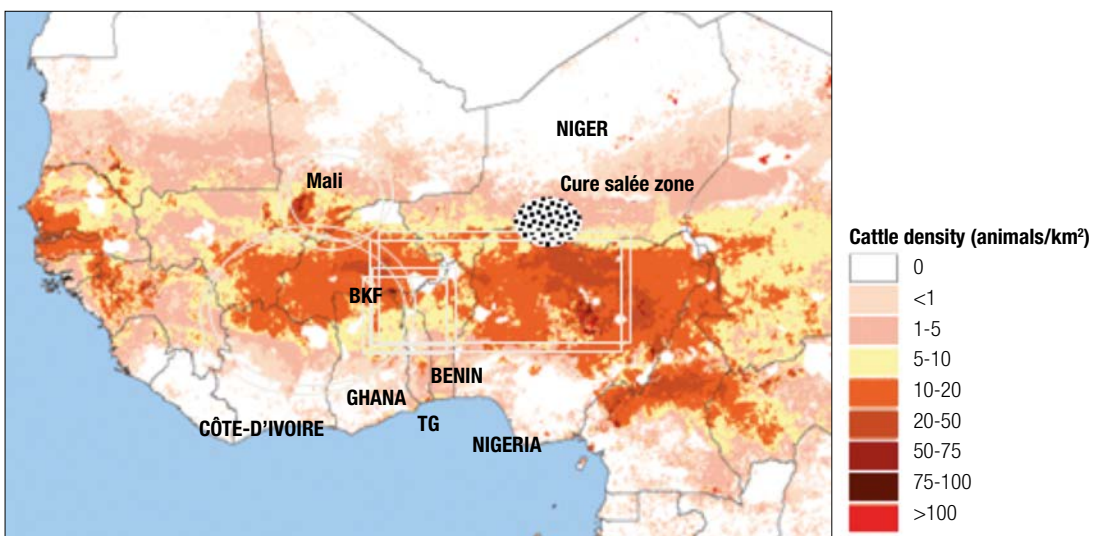 NIGER
Mali
Cure salée zone
BKF
BENIN
GHANA
CÔTE-D'IVOIRE
TG
NIGERIA
Cattle density (animals/km²)
0
<1
1-5
5-10
10-20
20-50
50-75
75-100
>100